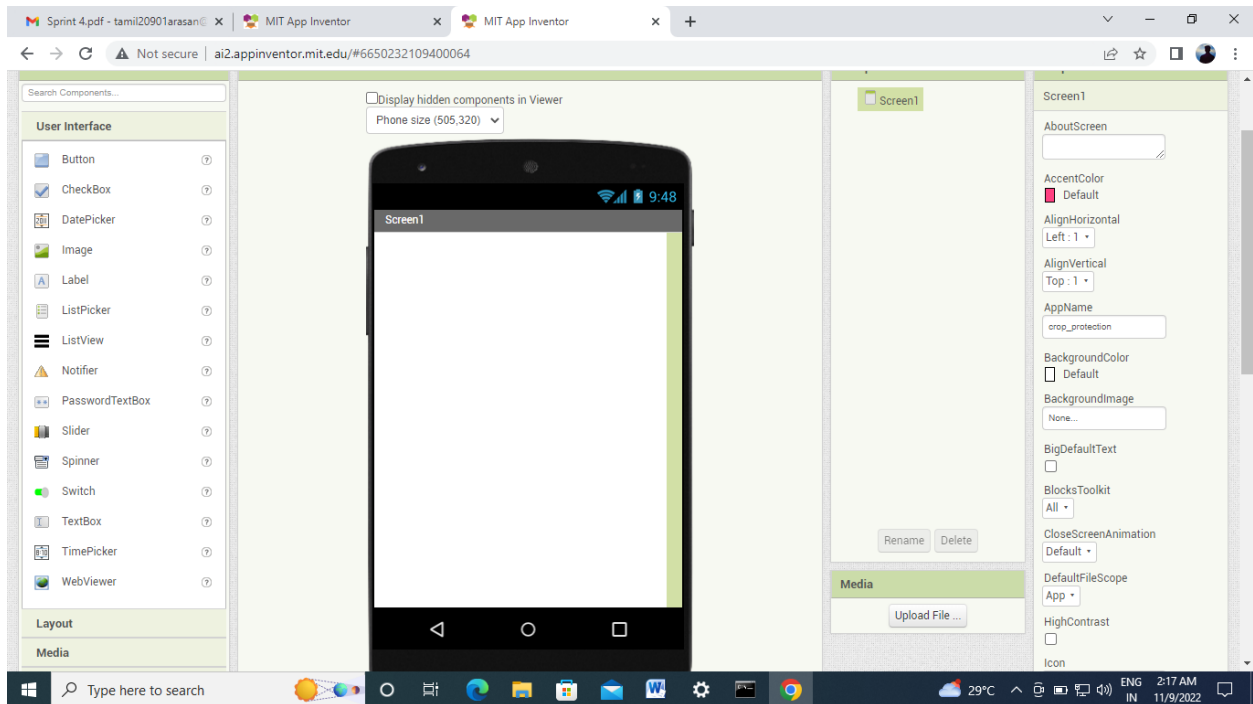 Sprint 4.pdf - tamil20901arasan@
MIT App Inventor
MIT App Inventor
Not secure | ai2.appinventor.mit.edu/#6650232109400064
Search Components...
User Interface
Button
CheckBox
DatePicker
Image
Label
ListPicker
ListView
Notifier
PasswordTextBox
Slider
Spinner
Switch
TextBox
TimePicker
WebViewer
Layout
Media
Display hidden components in Viewer
Phone size (505,320)
9:48
Screen1
Screen1
Rename Delete
Media
Upload File ...
Screen1
AboutScreen
AccentColor
Default
AlignHorizontal
Left : 1
AlignVertical
Top : 1
AppName
crop_protection
BackgroundColor
Default
BackgroundImage
None...
BigDefaultText
BlocksToolkit
All
CloseScreenAnimation
Default
DefaultFileScope
App
HighContrast
Icon
Type here to search
29°C
ENG
IN
2:17 AM
11/9/2022